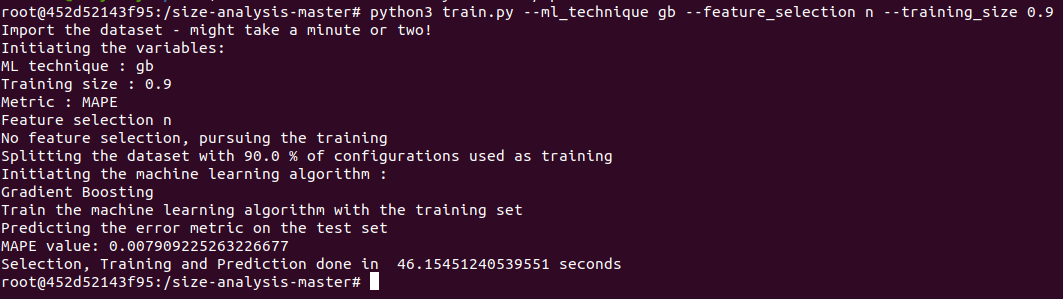 root@452d52143f95:/size-analysis-master# python3 train.py --ml_technique gb --feature_selection n --training_size 0.9
Import the dataset - might take a minute or two!
Initiating the variables:
ML technique : gb
Training size : 0.9
Metric : MAPE
Feature selection n
No feature selection, pursuing the training
Splitting the dataset with 90.0 % of configurations used as training
Initiating the machine learning algorithm :
Gradient Boosting
Train the machine learning algorithm with the training set
Predicting the error metric on the test set
MAPE value: 0.007909225263226677
Selection, Training and Prediction done in  46.15451240539551 seconds
root@452d52143f95:/size-analysis-master#